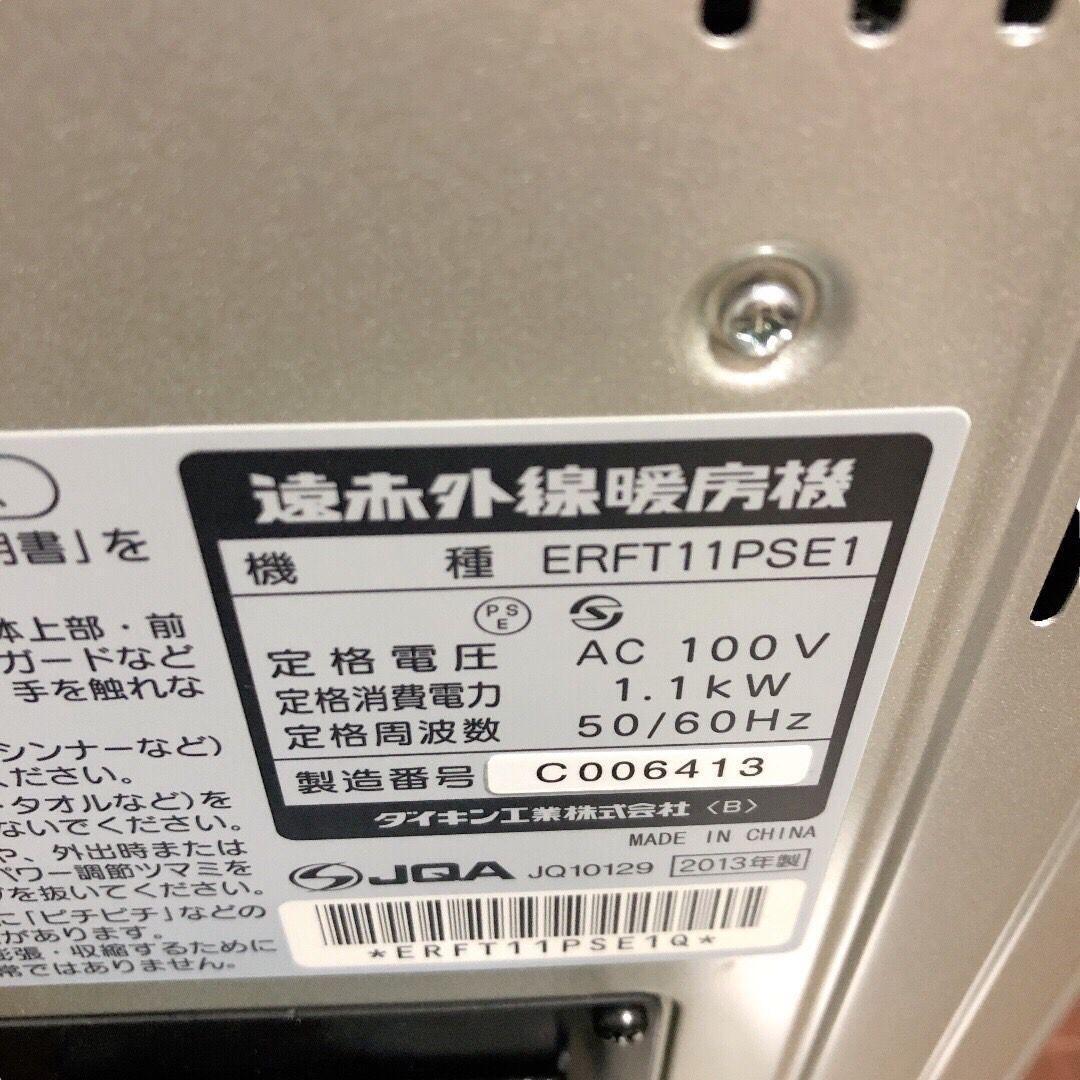 明書」を
体上部・前
ガードなど
手を触れな
シンナーなど)
ください。
・タオルなど)を
ないでください。
や、外出時または
パワー調節ツマミを
グを抜いてください。
に「ピチピチ」などの
があります。
膨張・収縮するために
常ではありません。
遠赤外線暖房機
機種 ERFT11PSE1
PSE
定格電圧 AC 100V
定格消費電力 1.1kW
定格周波数 50/60Hz
製造番号 C006413
ダイキン工業株式会社〈B〉
MADE IN CHINA
JQA JQ10129 2013年製
*ERFT11PSE1Q*